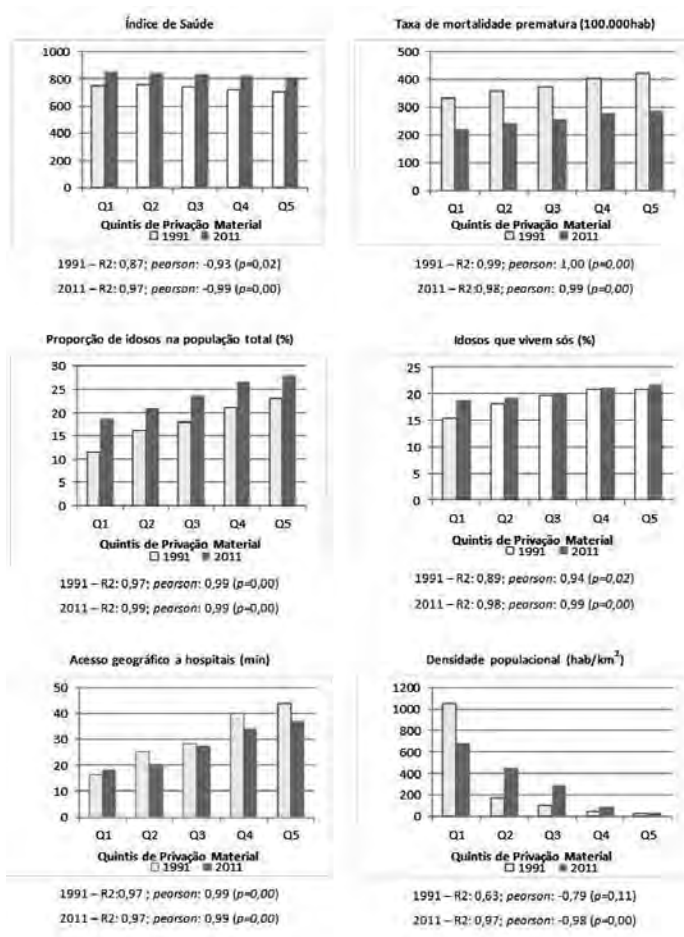 Índice de Saúde
1000
800
600
400
200
0
Q1 Q2 Q3 Q4 Q5
Quintis de Privação Material
1991 2011
1991 – R2: 0,87; pearson: -0,93 (p=0,02)
2011 – R2: 0,97; pearson: -0,99 (p=0,00)
Taxa de mortalidade prematura (100.000hab)
500
400
300
200
100
0
Q1 Q2 Q3 Q4 Q5
Quintis de Privação Material
1991 2011
1991 – R2: 0,99; pearson: 1,00 (p=0,00)
2011 – R2:0,98; pearson: 0,99 (p=0,00)
Proporção de idosos na população total (%)
30
25
20
15
10
5
0
Q1 Q2 Q3 Q4 Q5
Quintis de Privação Material
1991 2011
1991 – R2: 0,97; pearson: 0,99 (p=0,00)
2011 – R2: 0,99; pearson: 0,99 (p=0,00)
Idosos que vivem sós (%)
25
20
15
10
5
0
Q1 Q2 Q3 Q4 Q5
Quintis de Privação Material
1991 2011
1991 – R2: 0,89; pearson: 0,94 (p=0,02)
2011 – R2: 0,98; pearson: 0,99 (p=0,00)
Acesso geográfico a hospitais (min)
50
40
30
20
10
0
Q1 Q2 Q3 Q4 Q5
Quintis de Privação Material
1991 2011
1991 – R2:0,97 ; pearson: 0,99 (p=0,00)
2011 – R2: 0,97; pearson: 0,99 (p=0,00)
Densidade populacional (hab/km²)
1200
1000
800
600
400
200
0
Q1 Q2 Q3 Q4 Q5
Quintis de Privação Material
1991 2011
1991 – R2: 0,63; pearson: -0,79 (p=0,11)
2011 – R2: 0,97; pearson: -0,98 (p=0,00)